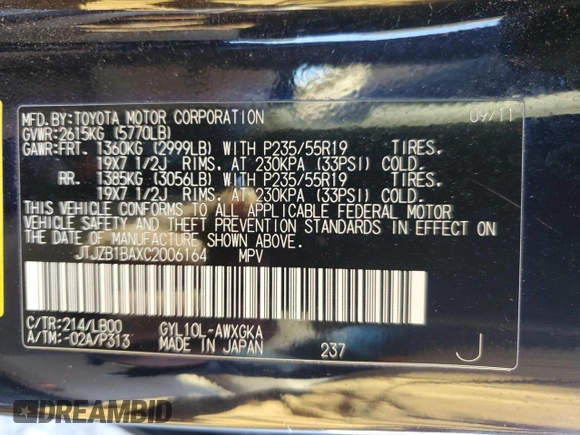 MFD.BY:TOYOTA MOTOR CORPORATION 09/11
GVWR:2615KG (5770LB)
GAWR:FRT. 1360KG (2999LB) WITH P235/55R19 TIRES.
19X7 1/2J RIMS. AT 230KPA (33PSI) COLD.
RR. 1385KG (3056LB) WITH P235/55R19 TIRES.
19X7 1/2J RIMS. AT 230KPA (33PSI) COLD.
THIS VEHICLE CONFORMS TO ALL APPLICABLE FEDERAL MOTOR
VEHICLE SAFETY AND THEFT PREVENTION STANDARDS IN EFFECT ON
THE DATE OF MANUFACTURE SHOWN ABOVE.
JTJZB1BAXC2006164 MPV
C/TR:214/LB00 GYL10L-AWXGKA
A/TM:-02A/P313 MADE IN JAPAN 237 J
DREAMBID